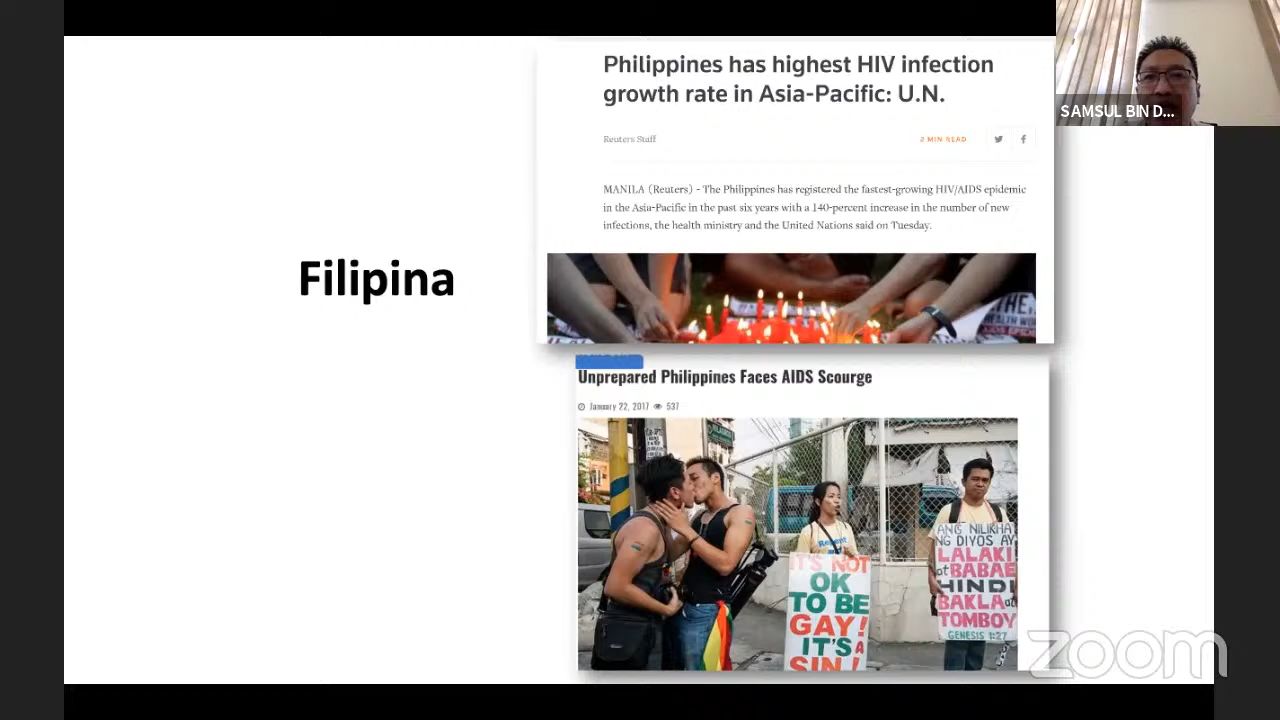 Philippines has highest HIV infection
growth rate in Asia-Pacific: U.N.
SAMSUL BIN D...
Reuters Staff
2 MIN READ
MANILA (Reuters) - The Philippines has registered the fastest-growing HIV/AIDS epidemic
in the Asia-Pacific in the past six years with a 140-percent increase in the number of new
infections, the health ministry and the United Nations said on Tuesday.
Filipina
Unprepared Philippines Faces AIDS Scourge
January 22, 2017 537
Repent
IT'S NOT
OK
TO BE
GAY!
IT'S A
SIN!
ANG NILIKHA
NG DIYOS AY
LALAKI
at BABAE
HINDI
BAKLA at
TOMBOY
GENESIS 1:27
zoom